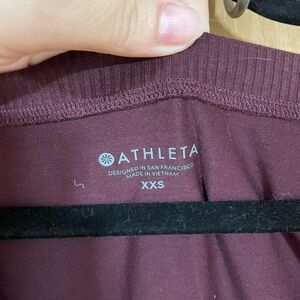 ATHLETA
DESIGNED IN SAN FRANCISCO
MADE IN VIETNAM
XXS